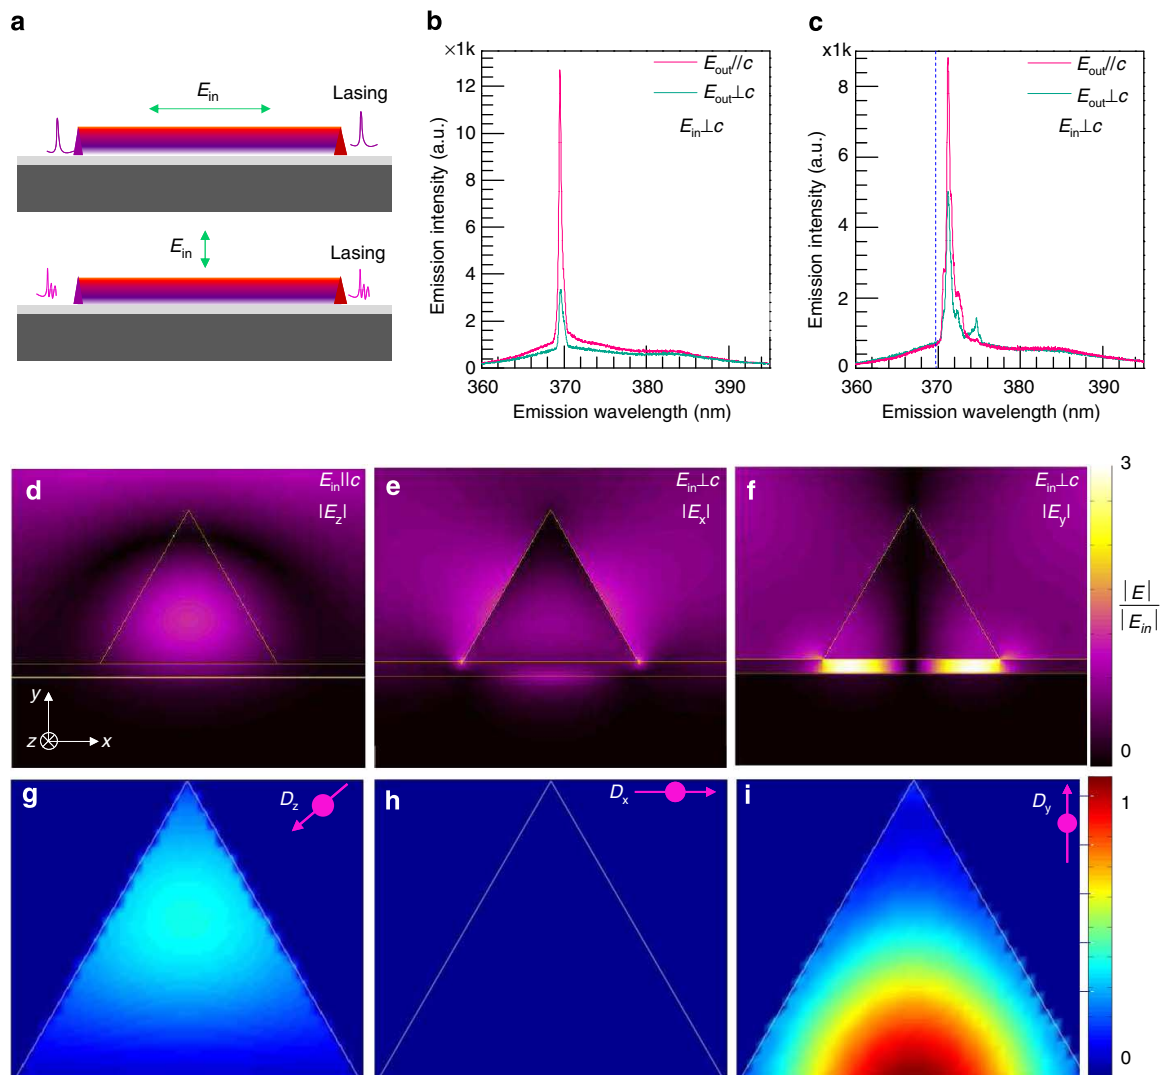 a
E_in
Lasing
E_in
Lasing
b
×1k
E_out//c
E_out⊥c
E_in⊥c
12
10
8
6
4
2
0
360
370
380
390
Emission intensity (a.u.)
Emission wavelength (nm)
c
x1k
E_out//c
E_out⊥c
E_in⊥c
8
6
4
2
0
360
370
380
390
Emission intensity (a.u.)
Emission wavelength (nm)
d
E_in||c
|E_z|
y
z
x
e
E_in⊥c
|E_x|
f
E_in⊥c
|E_y|
3
|E|
|E_in|
0
g
D_z
h
D_x
i
D_y
1
0